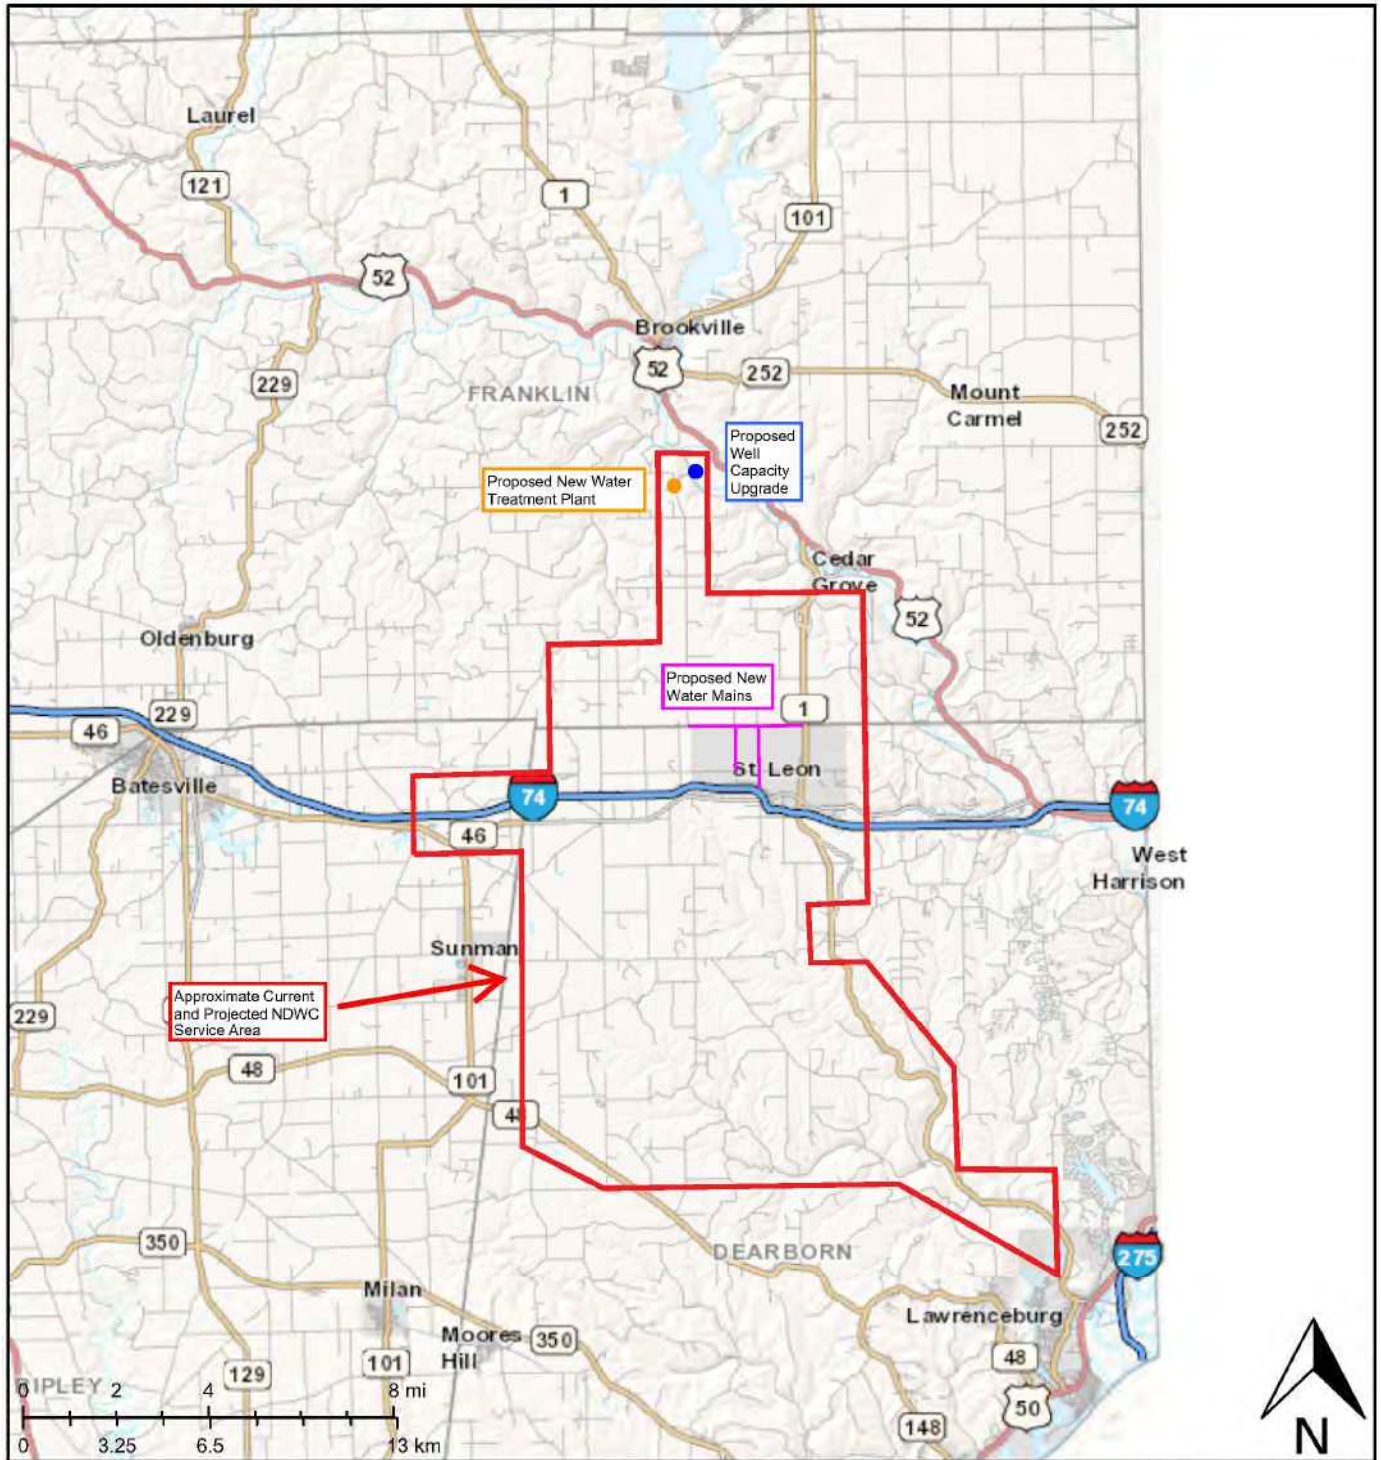 Laurel
121
1
101
52
Brookville
52
252
Mount
Carmel
252
229
FRANKLIN
Proposed
Well
Capacity
Upgrade
Proposed New Water
Treatment Plant
Cedar
Grove
52
Oldenburg
Proposed New
Water Mains
1
229
46
St. Leon
Batesville
74
74
46
West
Harrison
Sunman
Approximate Current
and Projected NDWC
Service Area
229
48
101
48
350
DEARBORN
275
Milan
Lawrenceburg
Moores
Hill
350
48
101
129
50
148
RIPLEY
0 2 4 8 mi
0 3.25 6.5 13 km
N